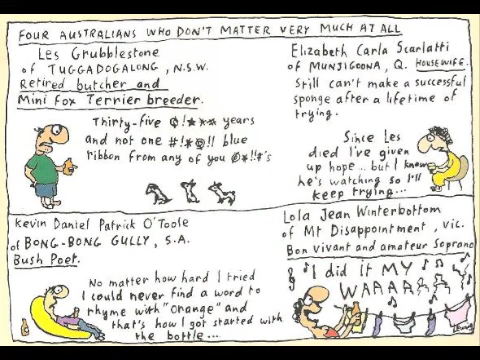 FOUR AUSTRALIANS WHO DON'T MATTER VERY MUCH AT ALL
Les Grubblestone
of TUGGADOGALONG, N.S.W.
Retired butcher and
Mini Fox Terrier breeder.
Thirty-five @!*** years
and not one #!*@!! blue
ribbon from any of you @*!!#'s
Elizabeth Carla Scarlatti
of MUNJIGOONA, Q. HOUSEWIFE.
Still can't make a successful
sponge after a lifetime of
trying.
Since Les
died I've given
up hope.. but I know
he's watching so I'll
keep trying...
Kevin Daniel Patrick O'Toole
of BONG-BONG GULLY, S.A.
Bush Poet.
No matter how hard I tried
I could never find a word to
rhyme with "orange" and
that's how I got started with
the bottle...
Lola Jean Winterbottom
of Mt Disappointment, Vic.
Bon vivant and amateur Soprano
I did it MY
WAAAAA